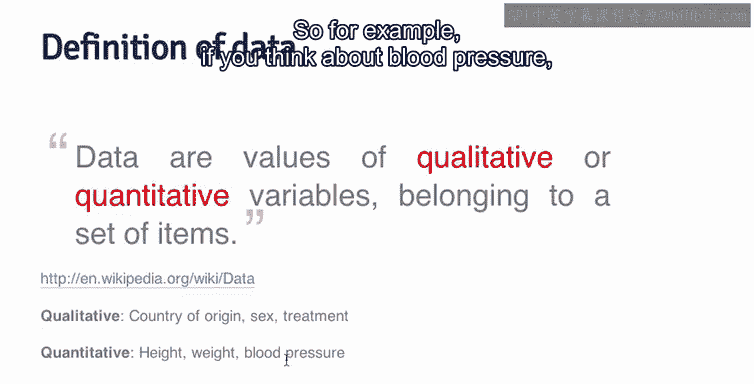 Definition of data
So for example,
if you think about blood pressure,
“ Data are values of qualitative or
quantitative variables, belonging to a
set of items. ”
http://en.wikipedia.org/wiki/Data
Qualitative: Country of origin, sex, treatment
Quantitative: Height, weight, blood pressure